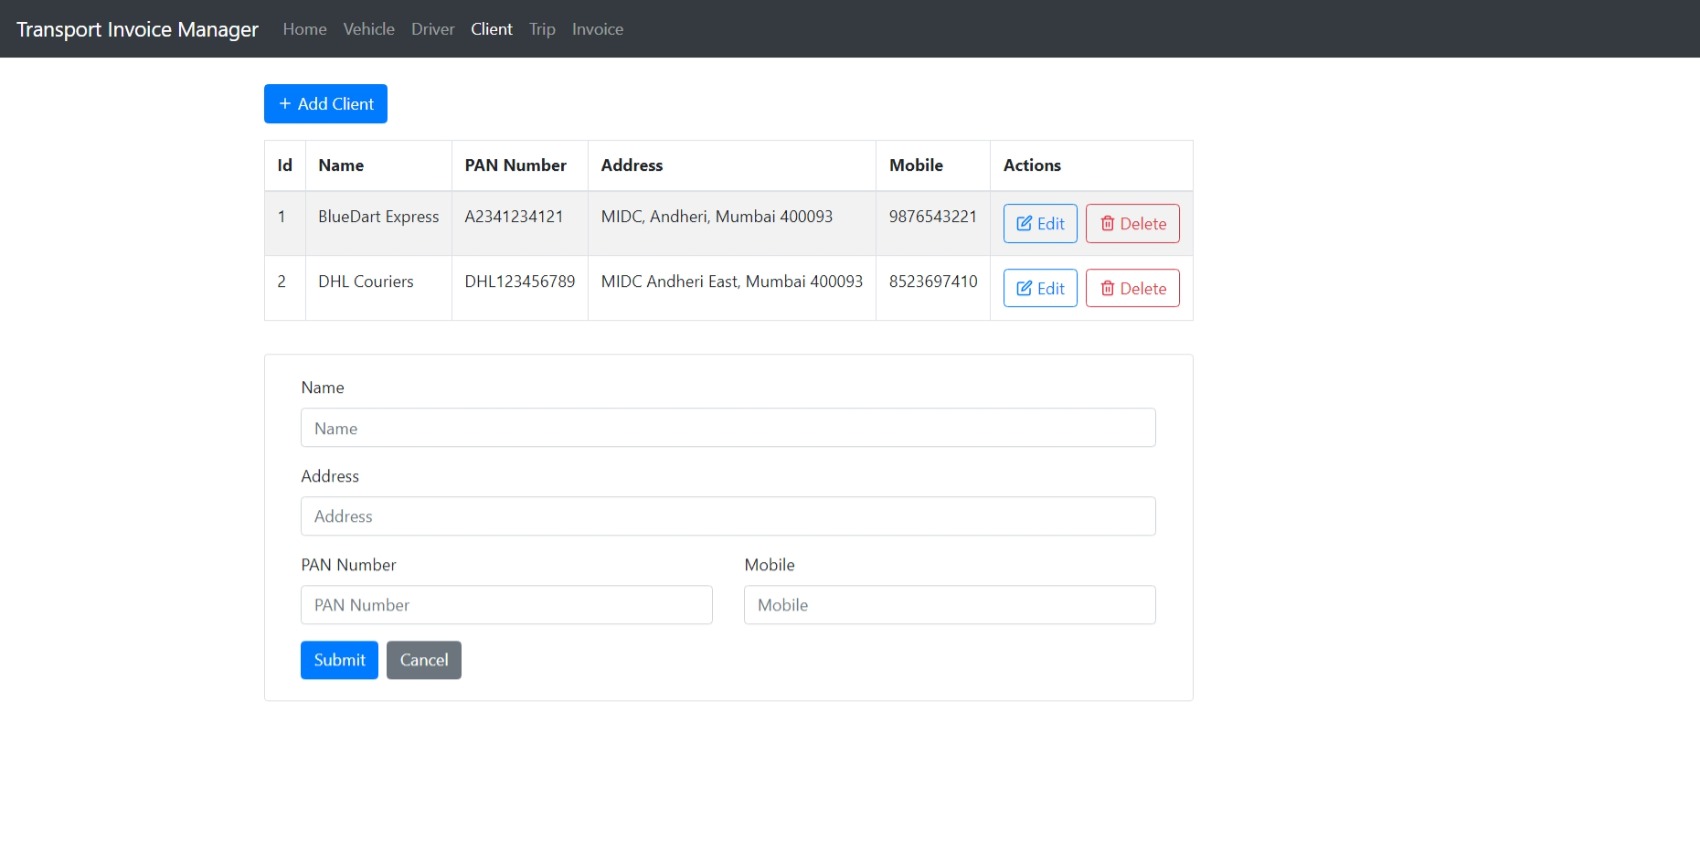 Transport Invoice Manager Home Vehicle Driver Client Trip Invoice
+ Add Client
Id Name PAN Number Address Mobile Actions
1 BlueDart Express A2341234121 MIDC, Andheri, Mumbai 400093 9876543221 Edit Delete
2 DHL Couriers DHL123456789 MIDC Andheri East, Mumbai 400093 8523697410 Edit Delete
Name
Name
Address
Address
PAN Number Mobile
PAN Number Mobile
Submit Cancel